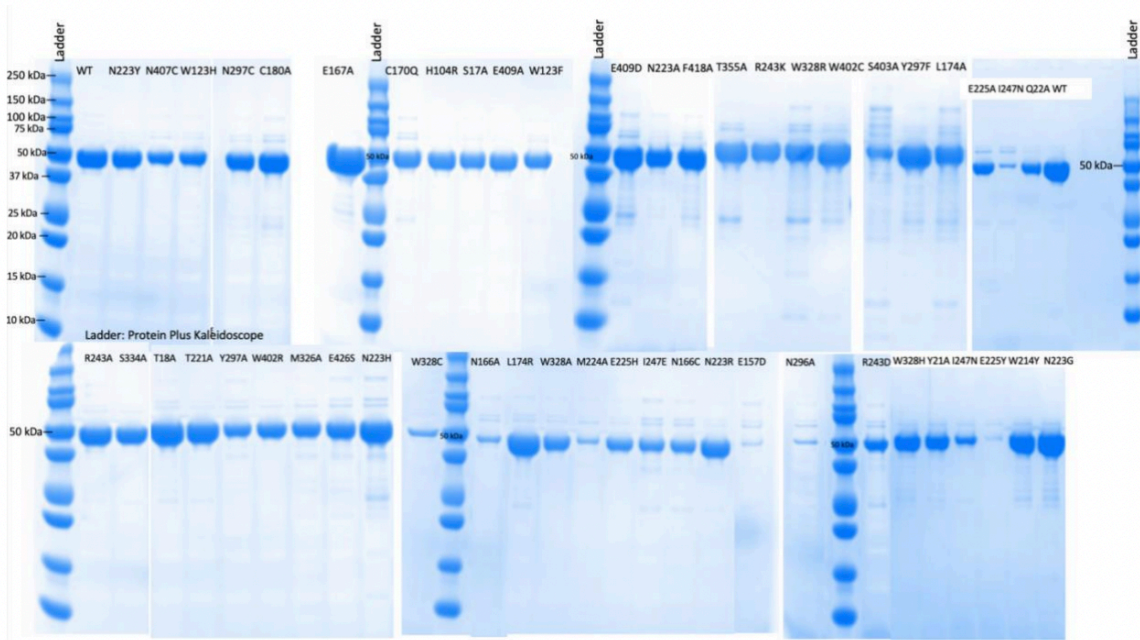 Ladder
Ladder
Ladder
Ladder
WT N223Y N407C W123H N297C C180A E167A C170Q H104R S17A E409A W123F E409D N223A F418A T355A R243K W328R W402C S403A Y297F L174A
E225A I247N Q22A WT
250 kDa
150 kDa
100 kDa
75 kDa
50 kDa
50 kDa
50 kDa
50 kDa
37 kDa
25 kDa
20 kDa
15 kDa
10 kDa
Ladder: Protein Plus Kaleidoscope
R243A S334A T18A T221A Y297A W402R M326A E426S N223H W328C N166A L174R W328A M224A E225H I247E N166C N223R E157D N296A R243D W328H Y21A I247N E225Y W214Y N223G
50 kDa
50 kDa
50 kDa